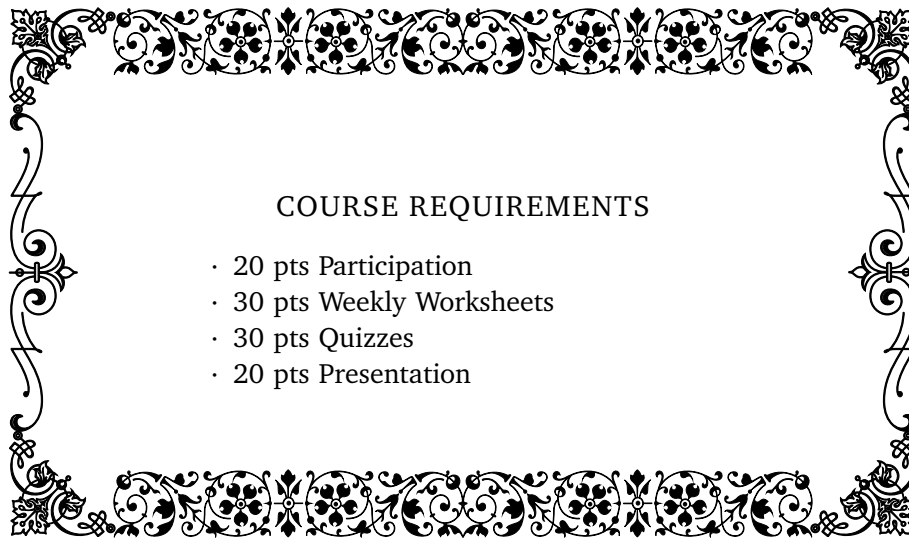 COURSE REQUIREMENTS
· 20 pts Participation
· 30 pts Weekly Worksheets
· 30 pts Quizzes
· 20 pts Presentation